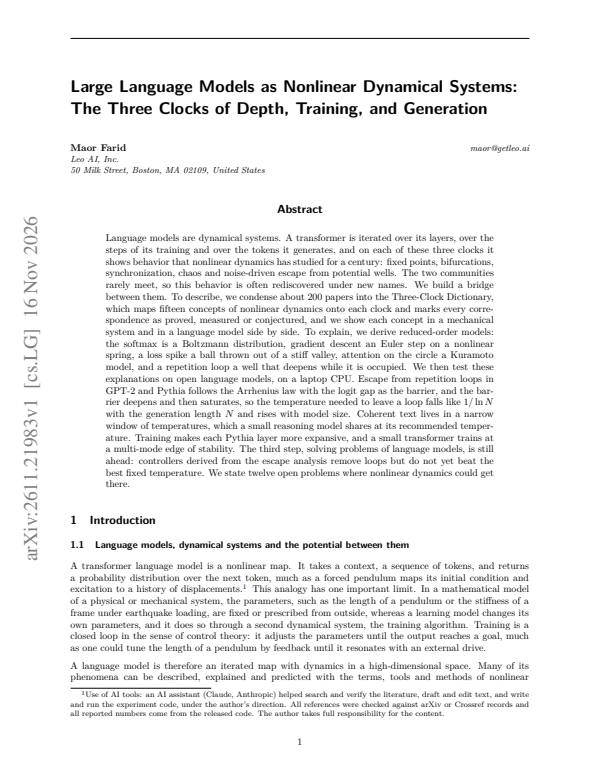 Large Language Models as Nonlinear Dynamical Systems:
The Three Clocks of Depth, Training, and Generation
Maor Farid
maor@getleo.ai
Leo AI, Inc.
50 Milk Street, Boston, MA 02109, United States
Abstract
Language models are dynamical systems. A transformer is iterated over its layers, over the
steps of its training and over the tokens it generates, and on each of these three clocks it
shows behavior that nonlinear dynamics has studied for a century: fixed points, bifurcations,
synchronization, chaos and noise-driven escape from potential wells. The two communities
rarely meet, so this behavior is often rediscovered under new names. We build a bridge
between them. To describe, we condense about 200 papers into the Three-Clock Dictionary,
which maps fifteen concepts of nonlinear dynamics onto each clock and marks every cor-
respondence as proved, measured or conjectured, and we show each concept in a mechanical
system and in a language model side by side. To explain, we derive reduced-order models:
the softmax is a Boltzmann distribution, gradient descent an Euler step on a nonlinear
spring, a loss spike a ball thrown out of a stiff valley, attention on the circle a Kuramoto
model, and a repetition loop a well that deepens while it is occupied. We then test these
explanations on open language models, on a laptop CPU. Escape from repetition loops in
GPT-2 and Pythia follows the Arrhenius law with the logit gap as the barrier, and the bar-
rier deepens and then saturates, so the temperature needed to leave a loop falls like 1/ ln N
with the generation length N and rises with model size. Coherent text lives in a narrow
window of temperatures, which a small reasoning model shares at its recommended temper-
ature. Training makes each Pythia layer more expansive, and a small transformer trains at
a multi-mode edge of stability. The third step, solving problems of language models, is still
ahead: controllers derived from the escape analysis remove loops but do not yet beat the
best fixed temperature. We state twelve open problems where nonlinear dynamics could get
there.
1 Introduction
1.1 Language models, dynamical systems and the potential between them
A transformer language model is a nonlinear map. It takes a context, a sequence of tokens, and returns
a probability distribution over the next token, much as a forced pendulum maps its initial condition and
excitation to a history of displacements.1 This analogy has one important limit. In a mathematical model
of a physical or mechanical system, the parameters, such as the length of a pendulum or the stiffness of a
frame under earthquake loading, are fixed or prescribed from outside, whereas a learning model changes its
own parameters, and it does so through a second dynamical system, the training algorithm. Training is a
closed loop in the sense of control theory: it adjusts the parameters until the output reaches a goal, much
as one could tune the length of a pendulum by feedback until it resonates with an external drive.
A language model is therefore an iterated map with dynamics in a high-dimensional space. Many of its
phenomena can be described, explained and predicted with the terms, tools and methods of nonlinear
1Use of AI tools: an AI assistant (Claude, Anthropic) helped search and verify the literature, draft and edit text, and write
and run the experiment code, under the author's direction. All references were checked against arXiv or Crossref records and
all reported numbers come from the released code. The author takes full responsibility for the content.
1
arXiv:2611.21983v1 [cs.LG] 16 Nov 2026